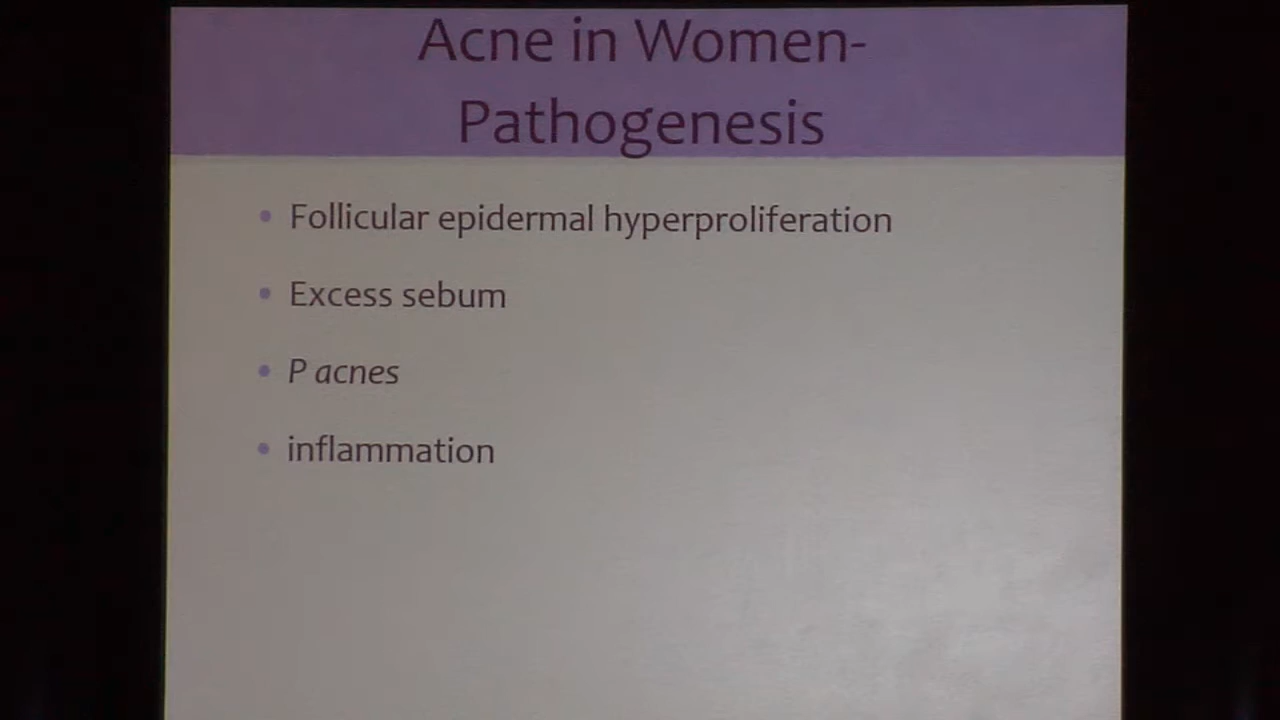 Acne in Women-
Pathogenesis
• Follicular epidermal hyperproliferation
• Excess sebum
• P acnes
• inflammation